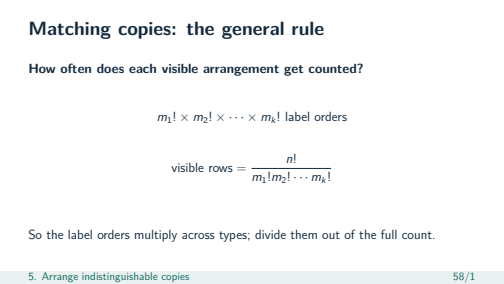 Matching copies: the general rule
How often does each visible arrangement get counted?
m₁! × m₂! × ⋯ × mₖ! label orders
visible rows = n! / m₁!m₂! ⋯ mₖ!
So the label orders multiply across types; divide them out of the full count.
5. Arrange indistinguishable copies 58/1